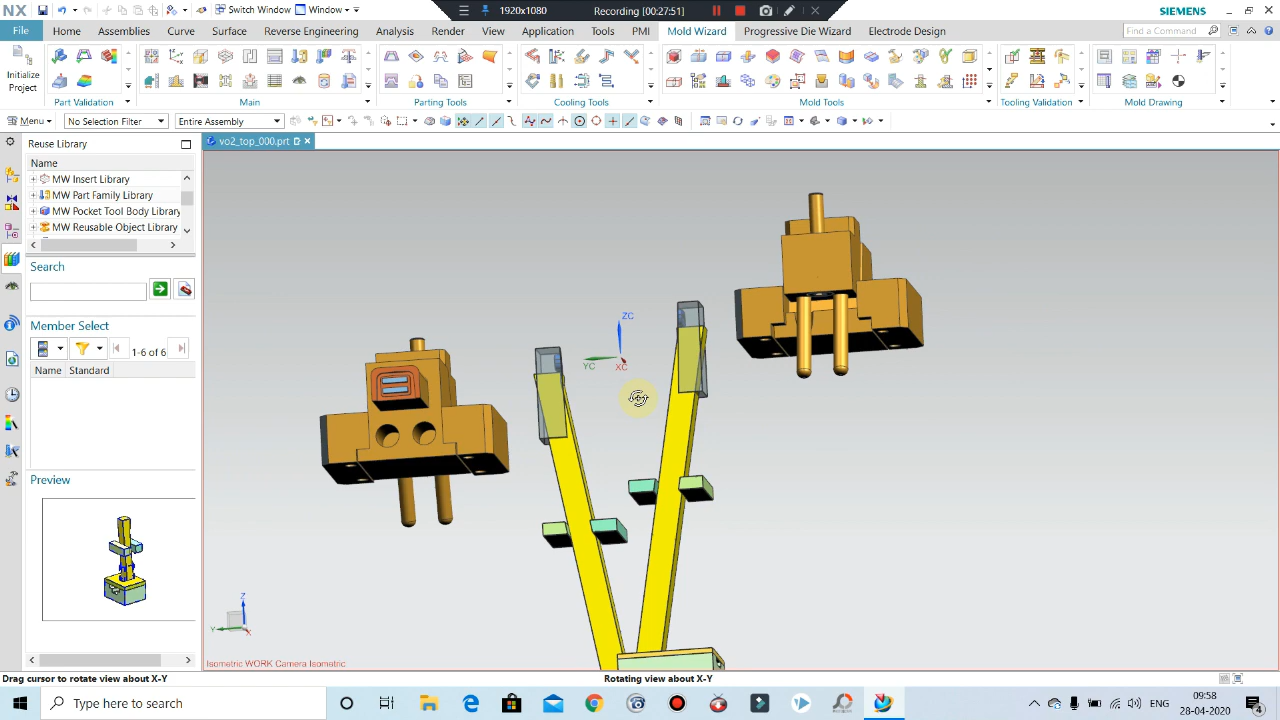 NX
Switch Window
Window
1920x1080
Recording [00:27:51]
SIEMENS
File
Home
Curve
Surface
Analysis
Application
Tools
PMI
Mold Wizard
Progressive Die Wizard
Electrode Design
Find a Command
Initialize
Project
Part Validation
Main
Parting Tools
Cooling Tools
Mold Tools
Tooling Validation
Mold Drawing
Menu
No Selection Filter
Entire Assembly
Reuse Library
vo2_top_000.prt
Name
MW Insert Library
MW Part Family Library
MW Pocket Tool Body Library
MW Reusable Object Library
Search
Member Select
1-6 of 6
Name Standard
Preview
ZC
YC
XC
Z
Y
X
Isometric WORK Camera Isometric
Drag cursor to rotate view about X-Y
Rotating view about X-Y
Type here to search
ENG
09:58
28-04-2020
4